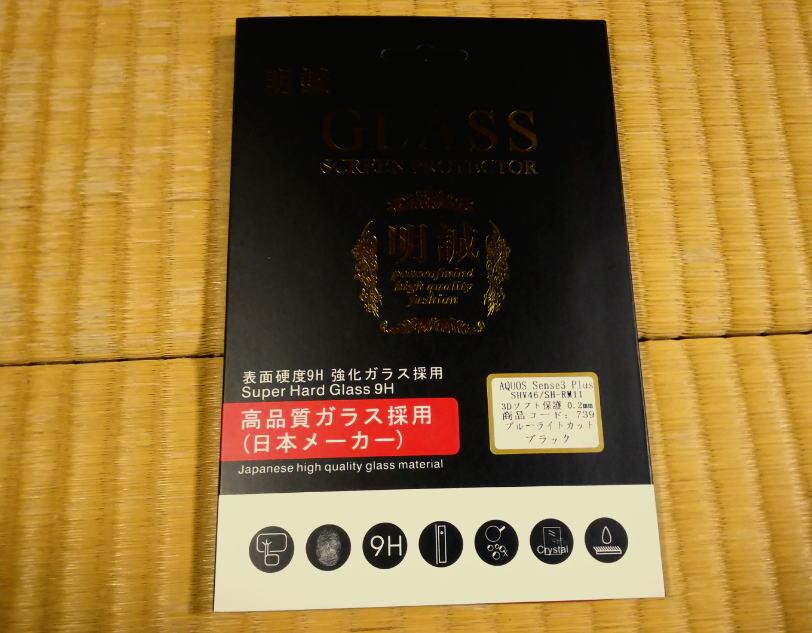 明誠
GLASS
SCREEN PROTECTOR
明誠
powerofmind
high quality
fashion
表面硬度9H 強化ガラス採用
Super Hard Glass 9H
高品質ガラス採用
(日本メーカー)
Japanese high quality glass material
AQUOS Sense3 Plus
SHV46/SH-RM11
3Dソフト保護 0.2mm
商品コード: 739
ブルーライトカット
ブラック
9H
Crystal